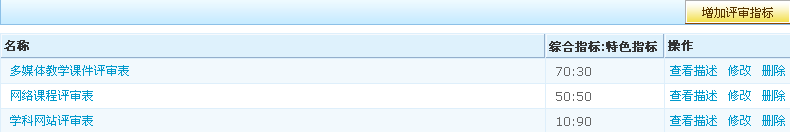 增加评审指标
名称 综合指标:特色指标 操作
多媒体教学课件评审表 70:30 查看描述 修改 删除
网络课程评审表 50:50 查看描述 修改 删除
学科网站评审表 10:90 查看描述 修改 删除